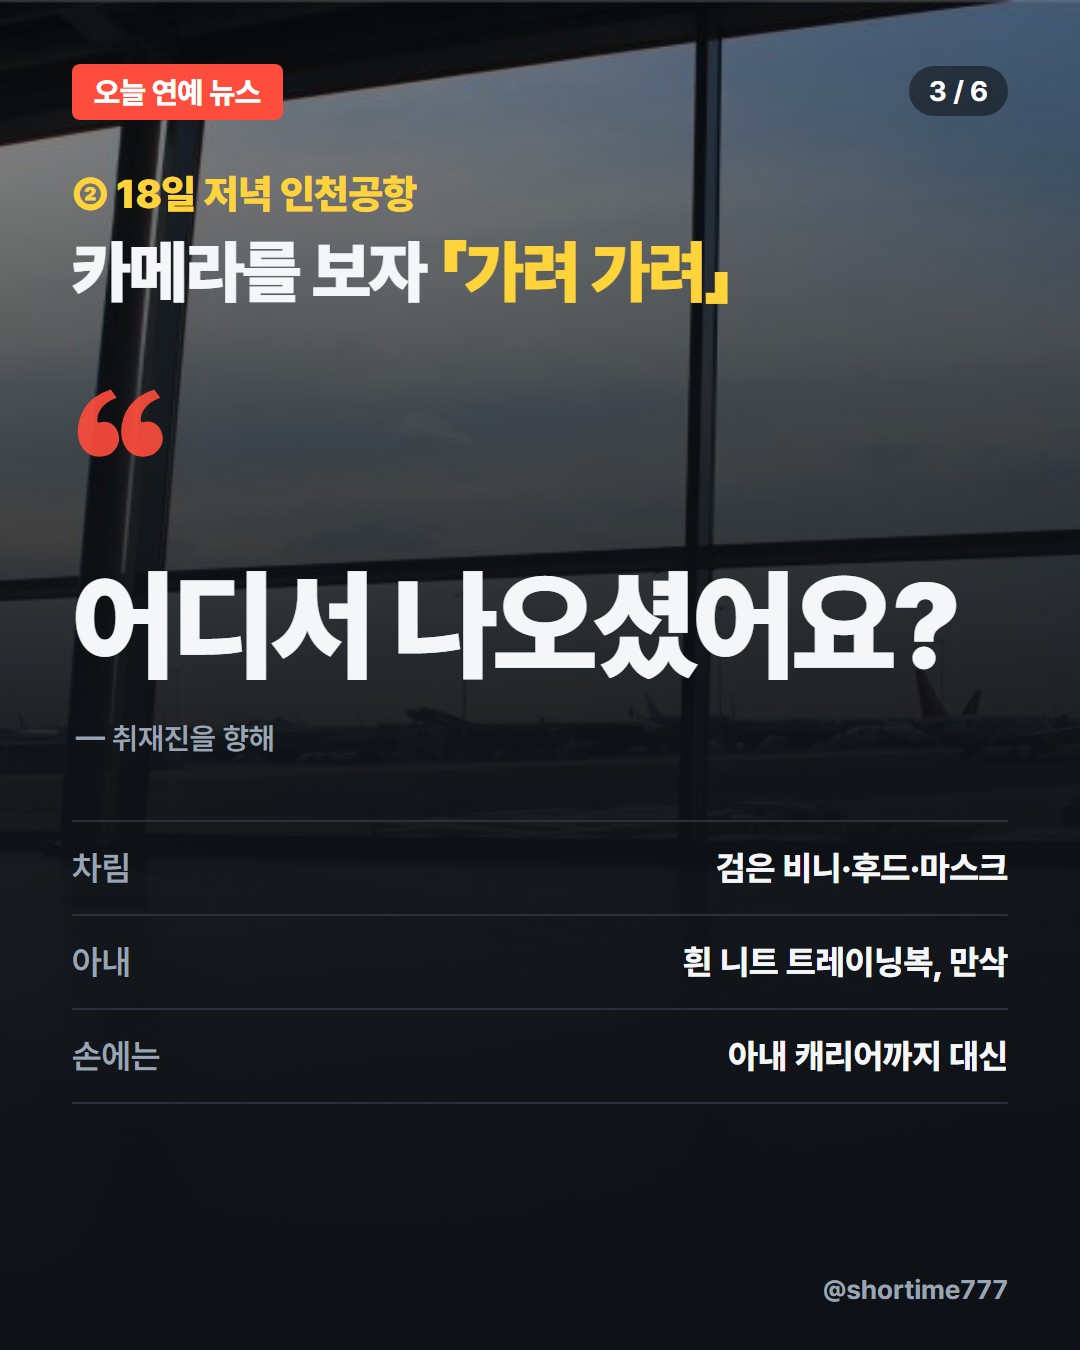 오늘 연예 뉴스
3 / 6
② 18일 저녁 인천공항
카메라를 보자 「가려 가려」
“
어디서 나오셨어요?
— 취재진을 향해
차림 검은 비니·후드·마스크
아내 흰 니트 트레이닝복, 만삭
손에는 아내 캐리어까지 대신
@shortime777